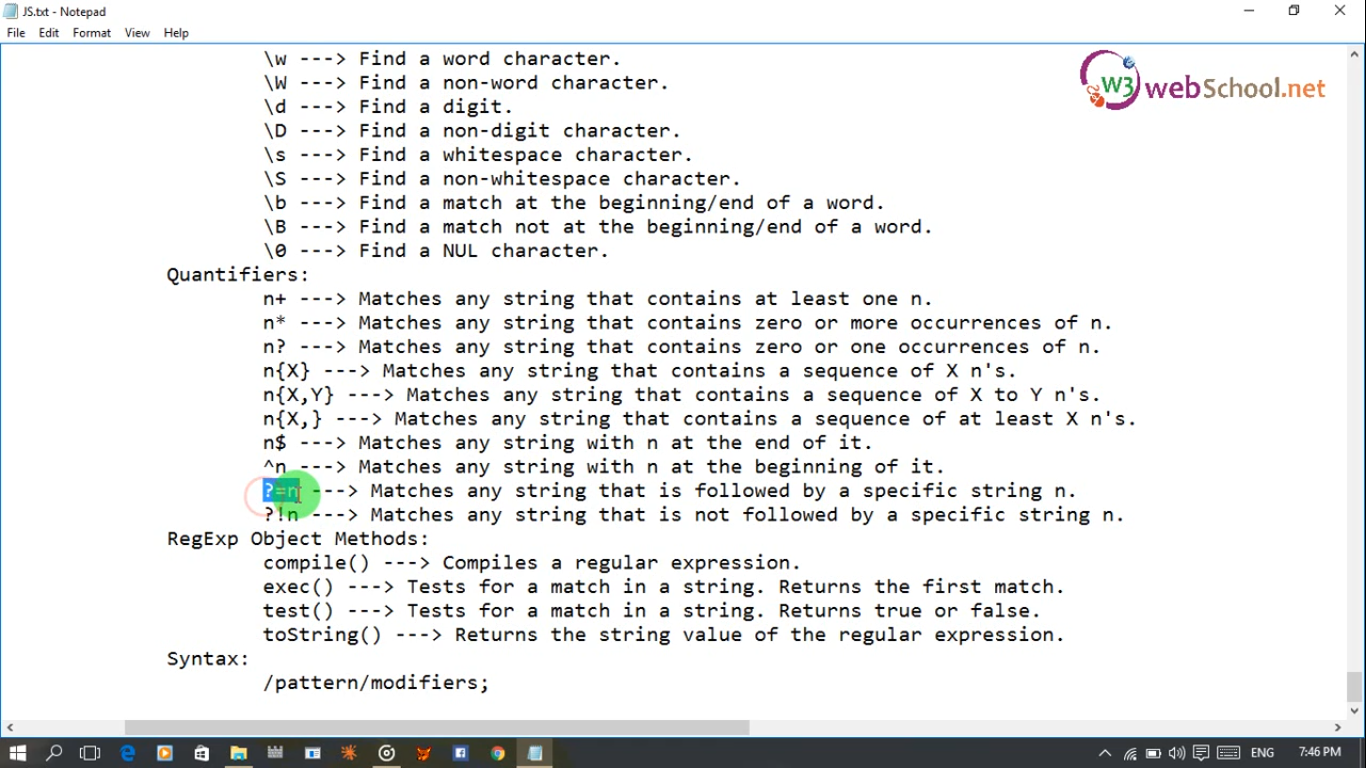 JS.txt - Notepad
File Edit Format View Help
W3 webSchool.net
\w ---> Find a word character.
\W ---> Find a non-word character.
\d ---> Find a digit.
\D ---> Find a non-digit character.
\s ---> Find a whitespace character.
\S ---> Find a non-whitespace character.
\b ---> Find a match at the beginning/end of a word.
\B ---> Find a match not at the beginning/end of a word.
\0 ---> Find a NUL character.
Quantifiers:
n+ ---> Matches any string that contains at least one n.
n* ---> Matches any string that contains zero or more occurrences of n.
n? ---> Matches any string that contains zero or one occurrences of n.
n{X} ---> Matches any string that contains a sequence of X n's.
n{X,Y} ---> Matches any string that contains a sequence of X to Y n's.
n{X,} ---> Matches any string that contains a sequence of at least X n's.
n$ ---> Matches any string with n at the end of it.
^n ---> Matches any string with n at the beginning of it.
?=n ---> Matches any string that is followed by a specific string n.
?!n ---> Matches any string that is not followed by a specific string n.
RegExp Object Methods:
compile() ---> Compiles a regular expression.
exec() ---> Tests for a match in a string. Returns the first match.
test() ---> Tests for a match in a string. Returns true or false.
toString() ---> Returns the string value of the regular expression.
Syntax:
/pattern/modifiers;
ENG 7:46 PM